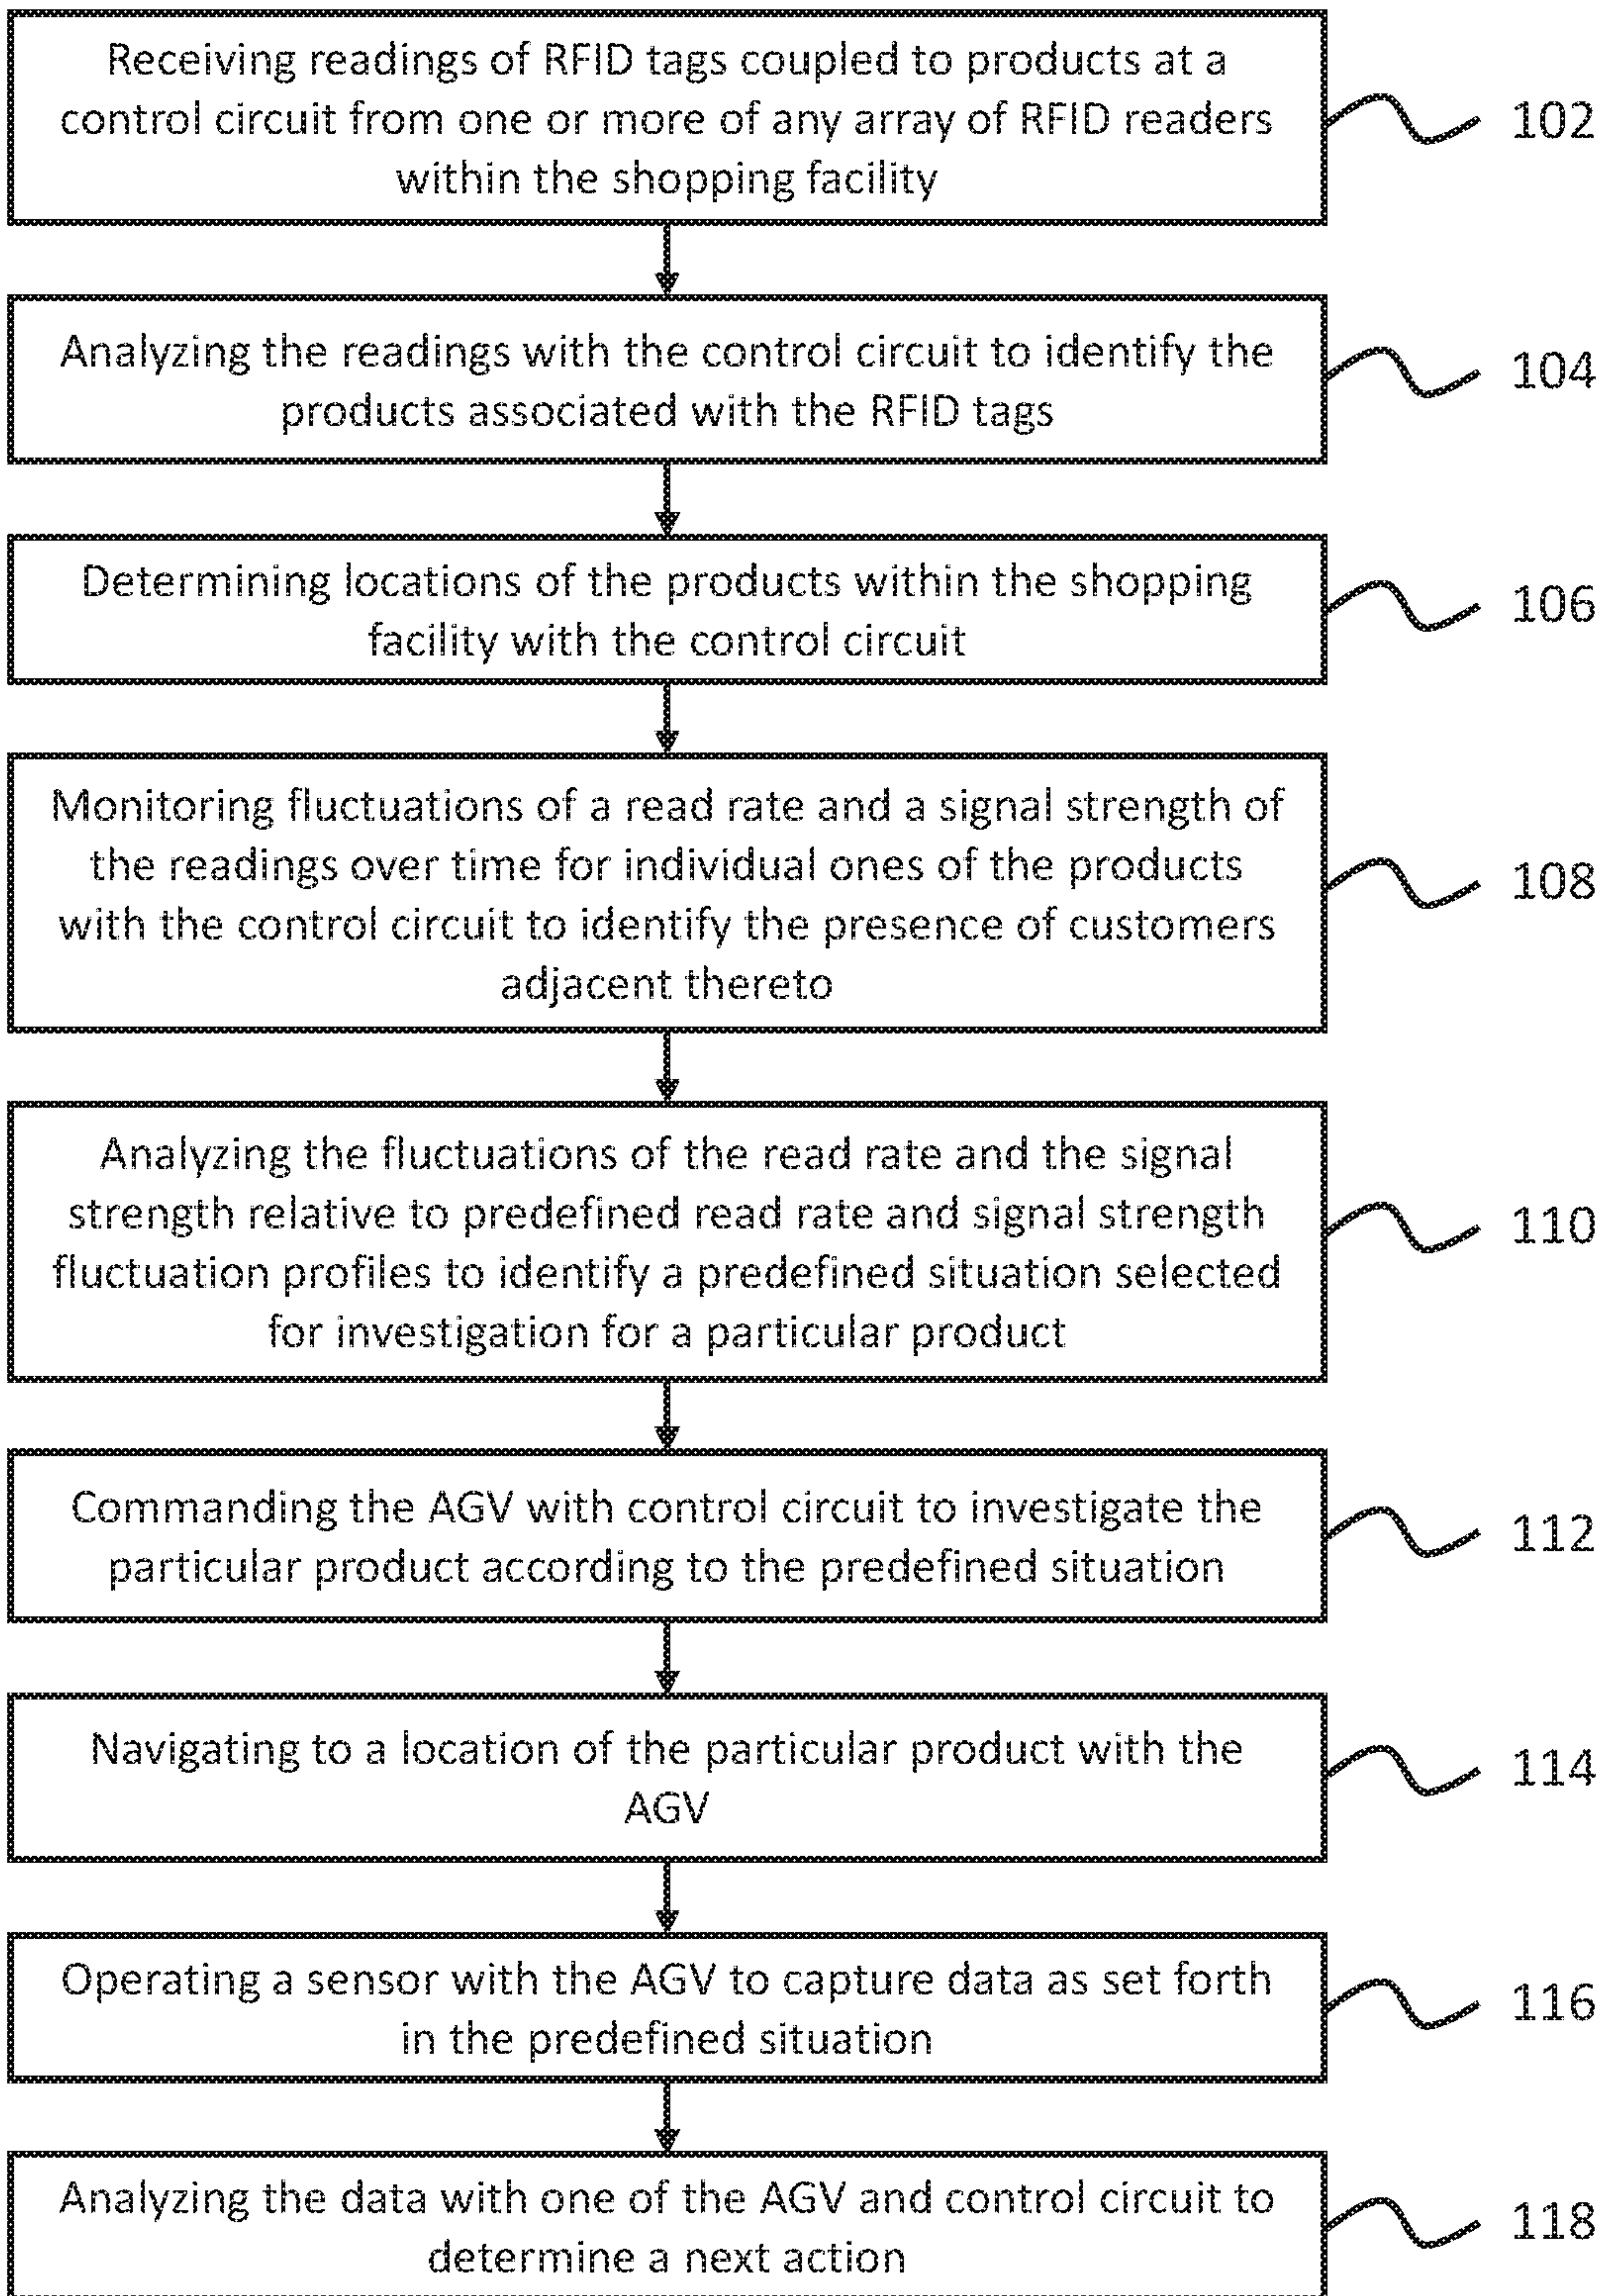 Receiving readings of RFID tags coupled to products at a
control circuit from one or more of any array of RFID readers
within the shopping facility
102
Analyzing the readings with the control circuit to identify the
products associated with the RFID tags
104
Determining locations of the products within the shopping
facility with the control circuit
106
Monitoring fluctuations of a read rate and a signal strength of
the readings over time for individual ones of the products
with the control circuit to identify the presence of customers
adjacent thereto
108
Analyzing the fluctuations of the read rate and the signal
strength relative to predefined read rate and signal strength
fluctuation profiles to identify a predefined situation selected
for investigation for a particular product
110
Commanding the AGV with control circuit to investigate the
particular product according to the predefined situation
112
Navigating to a location of the particular product with the
AGV
114
Operating a sensor with the AGV to capture data as set forth
in the predefined situation
116
Analyzing the data with one of the AGV and control circuit to
determine a next action
118